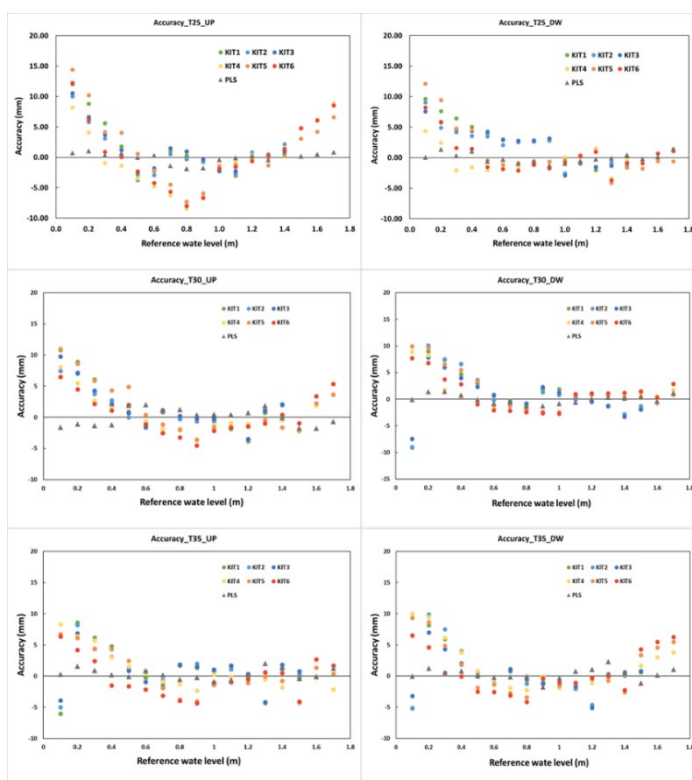 Accuracy_T25_UP
20.00
15.00
10.00
5.00
0.00
-5.00
-10.00
Accuracy (mm)
KIT1 KIT2 KIT3
KIT4 KIT5 KIT6
PLS
0.0 0.2 0.4 0.6 0.8 1.0 1.2 1.4 1.6 1.8
Reference wate level (m)
Accuracy_T25_DW
20.00
15.00
10.00
5.00
0.00
-5.00
-10.00
Accuracy (mm)
KIT1 KIT2 KIT3
KIT4 KIT5 KIT6
PLS
0.0 0.2 0.4 0.6 0.8 1.0 1.2 1.4 1.6 1.8
Reference wate level (m)
Accuracy_T30_UP
20
15
10
5
0
-5
-10
Accuracy (mm)
KIT1 KIT2 KIT3
KIT4 KIT5 KIT6
PLS
0 0.2 0.4 0.6 0.8 1 1.2 1.4 1.6 1.8
Reference wate level (m)
Accuracy_T30_DW
20
15
10
5
0
-5
-10
-15
Accuracy (mm)
KIT1 KIT2 KIT3
KIT4 KIT5 KIT6
PLS
0 0.2 0.4 0.6 0.8 1 1.2 1.4 1.6 1.8
Reference wate level (m)
Accuracy_T35_UP
20
15
10
5
0
-5
-10
Accuracy (mm)
KIT1 KIT2 KIT3
KIT4 KIT5 KIT6
PLS
0 0.2 0.4 0.6 0.8 1 1.2 1.4 1.6 1.8
Reference wate level (m)
Accuracy_T35_DW
20
15
10
5
0
-5
-10
Accuracy (mm)
KIT1 KIT2 KIT3
KIT4 KIT5 KIT6
PLS
0 0.2 0.4 0.6 0.8 1 1.2 1.4 1.6 1.8
Reference wate level (m)